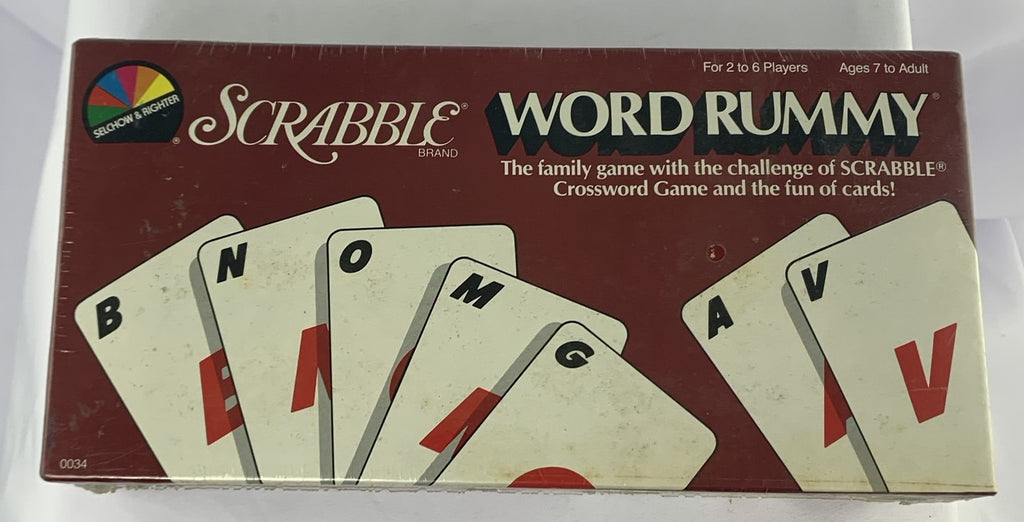 For 2 to 6 Players Ages 7 to Adult
SELCHOW & RIGHTER ®
SCRABBLE®
BRAND
WORD RUMMY®
The family game with the challenge of SCRABBLE®
Crossword Game and the fun of cards!
B
N
O
M
G
A
V
V
0034